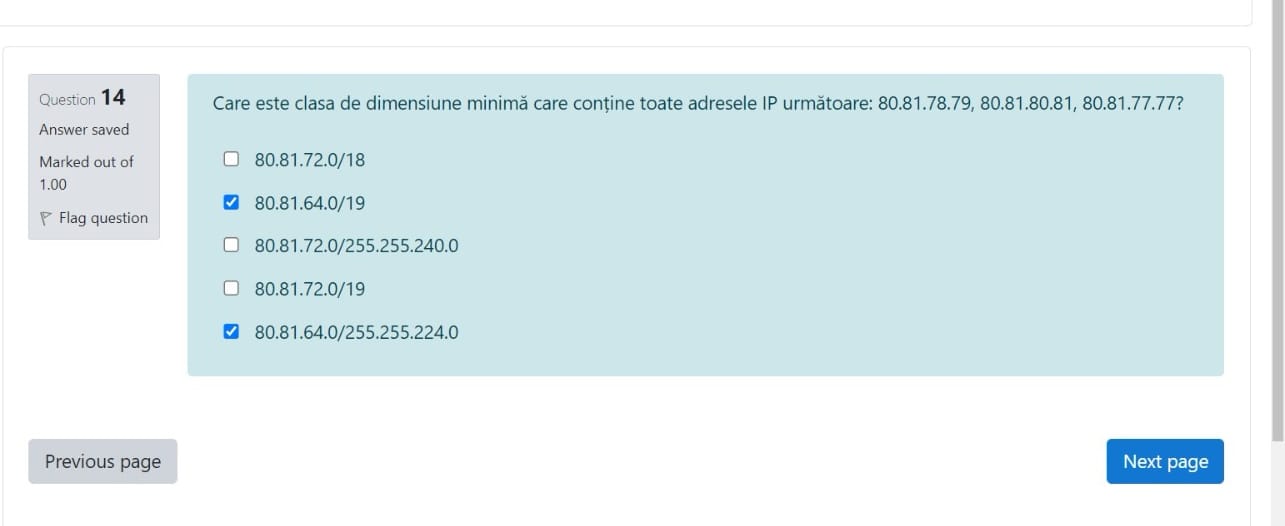 Question 14
Answer saved
Marked out of
1.00
Flag question
Care este clasa de dimensiune minimă care conține toate adresele IP următoare: 80.81.78.79, 80.81.80.81, 80.81.77.77?
80.81.72.0/18
80.81.64.0/19
80.81.72.0/255.255.240.0
80.81.72.0/19
80.81.64.0/255.255.224.0
Previous page
Next page